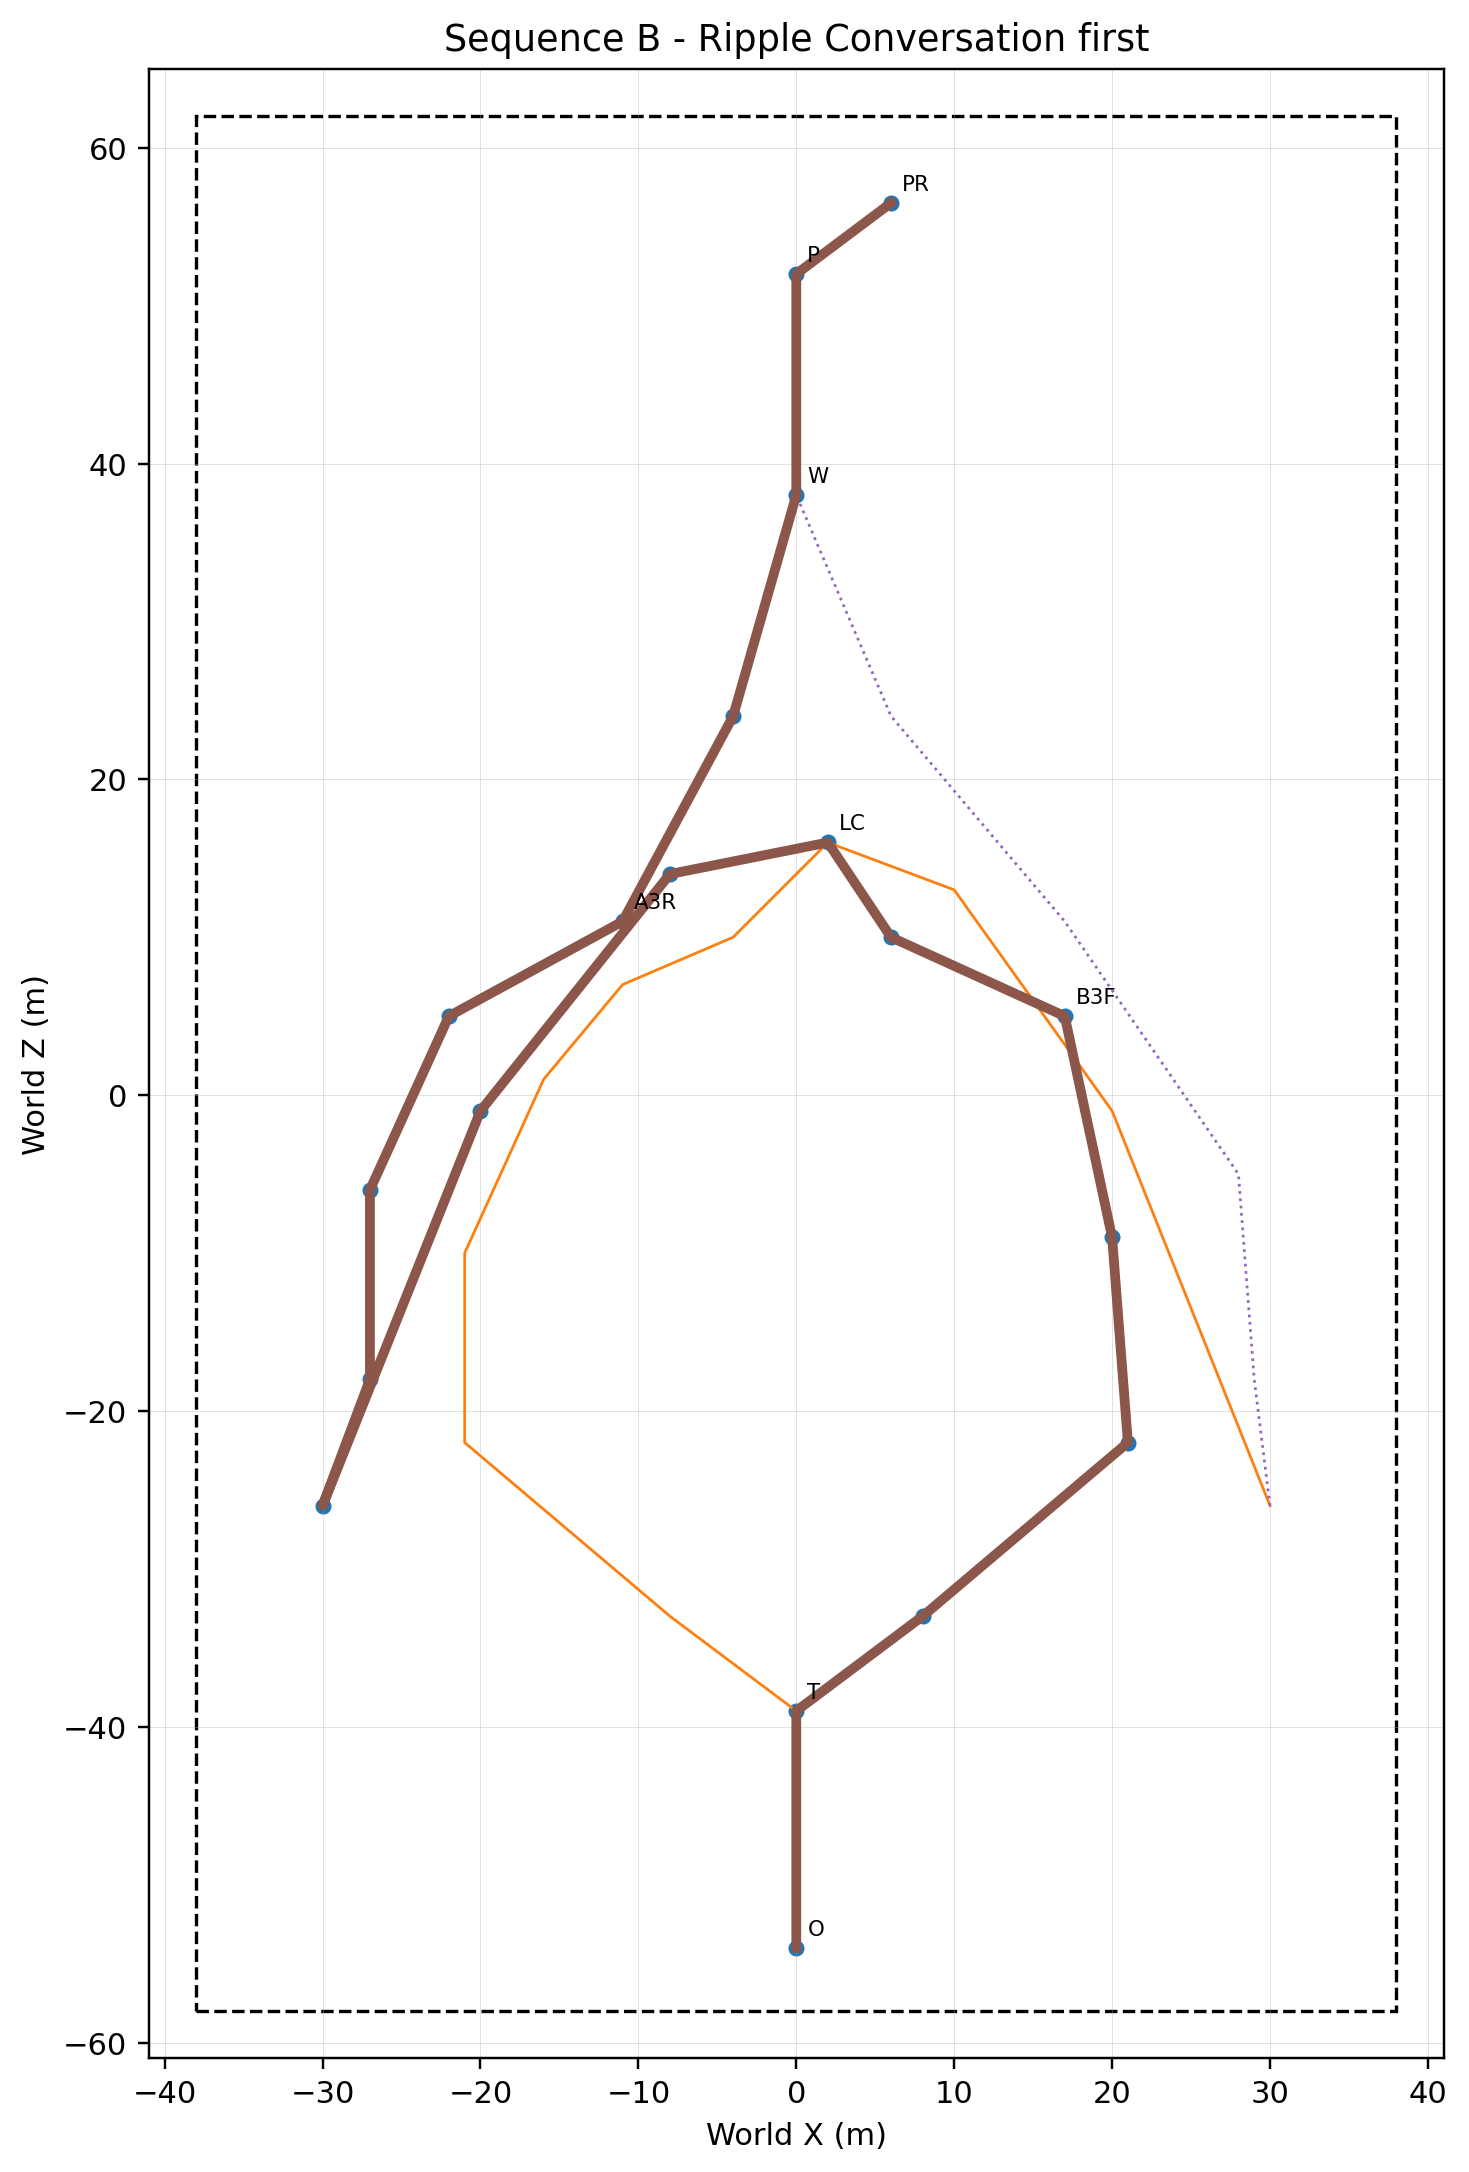 Sequence B - Ripple Conversation first
60
40
20
0
−20
−40
−60
World Z (m)
PR
P
W
LC
A3R
B3F
T
O
−40 −30 −20 −10 0 10 20 30 40
World X (m)